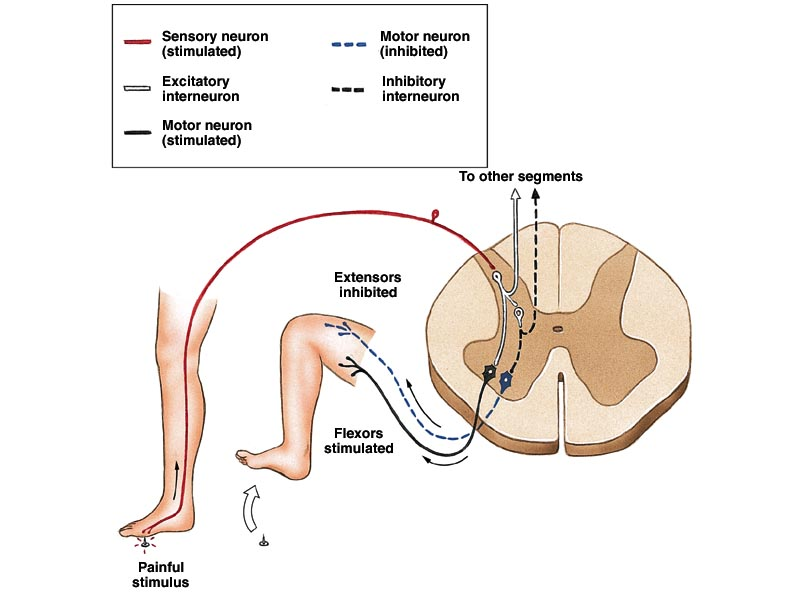 Sensory neuron
(stimulated)
Motor neuron
(inhibited)
Excitatory
interneuron
Inhibitory
interneuron
Motor neuron
(stimulated)
To other segments
Extensors
inhibited
Flexors
stimulated
Painful
stimulus